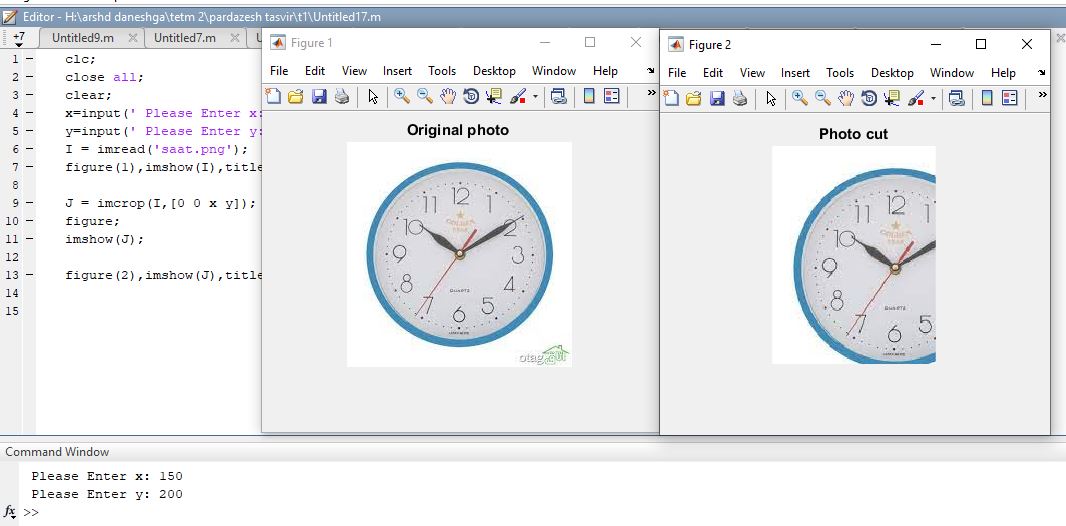 Editor - H:\arshd daneshga\tetm 2\pardazesh tasvir\t1\Untitled17.m
+7 Untitled9.m Untitled7.m
1 clc;
2 close all;
3 clear;
4 x=input(' Please Enter x:
5 y=input(' Please Enter y:
6 I = imread('saat.png');
7 figure(1),imshow(I),title
8
9 J = imcrop(I,[0 0 x y]);
10 figure;
11 imshow(J);
12
13 figure(2),imshow(J),title
14
15
Figure 1
File Edit View Insert Tools Desktop Window Help
Original photo
12
11 1
10 2
GOLDEN
STAR
9 3
8 4
QUARTZ
7 5
6
otag
Figure 2
File Edit View Insert Tools Desktop Window Help
Photo cut
11 12
10
GOLDEN
STAR
9
8
QUARTZ
7 5
6
Command Window
Please Enter x: 150
Please Enter y: 200
fx >>